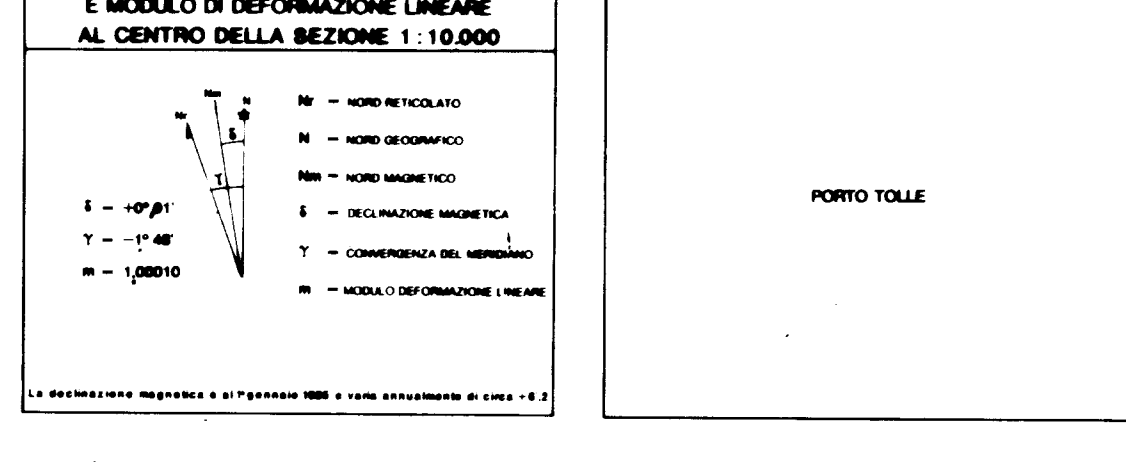 E MODULO DI DEFORMAZIONE LINEARE
AL CENTRO DELLA SEZIONE 1:10.000
Nr
Nm
N
δ
γ
δ = +0° 01'
γ = -1° 46'
m = 1,00010
Nr = NORD RETICOLATO
N = NORD GEOGRAFICO
Nm = NORD MAGNETICO
δ = DECLINAZIONE MAGNETICA
γ = CONVERGENZA DEL MERIDIANO
m = MODULO DEFORMAZIONE LINEARE
La declinazione magnetica è al 1° gennaio e varia annualmente di circa +6.2
PORTO TOLLE